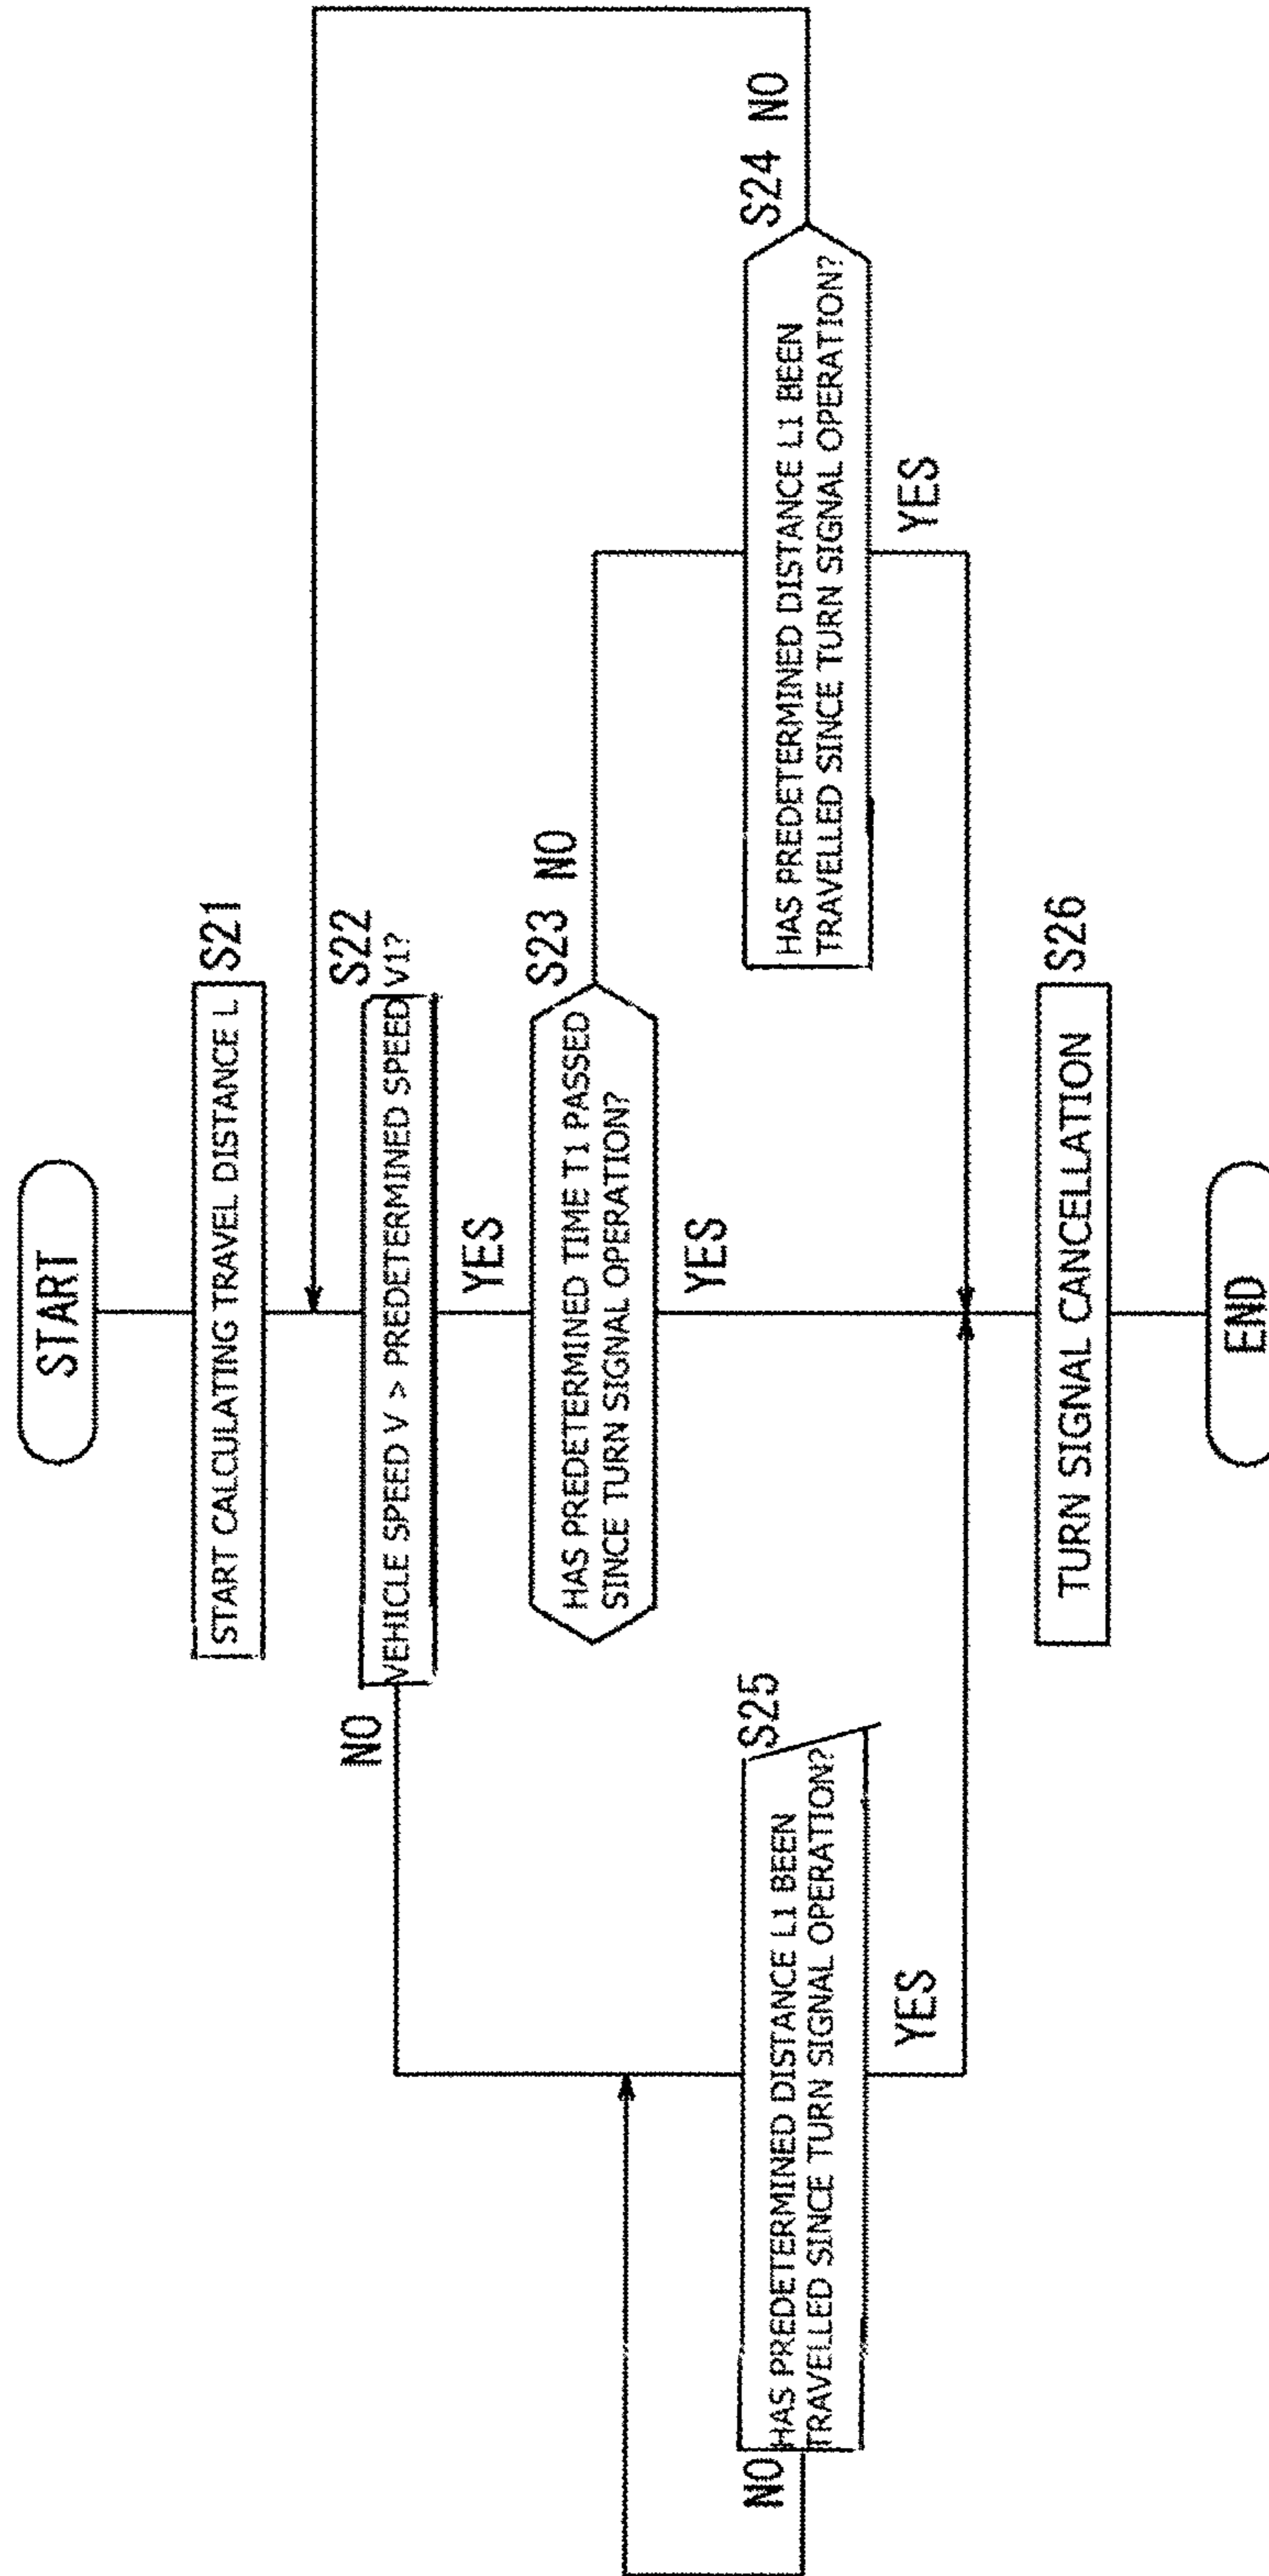 START
START CALCULATING TRAVEL DISTANCE L
S21
S22
VEHICLE SPEED V > PREDETERMINED SPEED V1?
NO
YES
S23
HAS PREDETERMINED TIME T1 PASSED
SINCE TURN SIGNAL OPERATION?
NO
YES
S25
HAS PREDETERMINED DISTANCE L1 BEEN
TRAVELLED SINCE TURN SIGNAL OPERATION?
NO
YES
S24
NO
HAS PREDETERMINED DISTANCE L1 BEEN
TRAVELLED SINCE TURN SIGNAL OPERATION?
YES
TURN SIGNAL CANCELLATION
S26
END